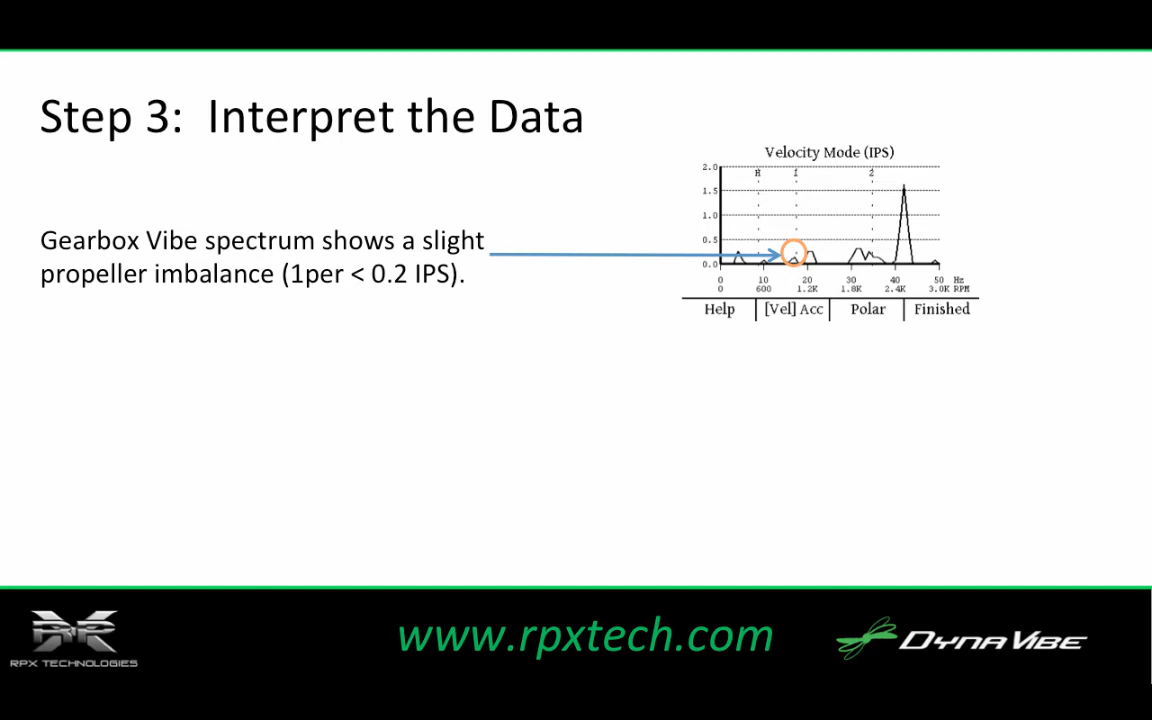 Step 3:  Interpret the Data
Gearbox Vibe spectrum shows a slight
propeller imbalance (1per < 0.2 IPS).
Velocity Mode (IPS)
2.0
H 1 2
1.5
1.0
0.5
0.0
0 10 20 30 40 50 Hz
0 600 1.2K 1.8K 2.4K 3.0K RPM
Help [Vel] Acc Polar Finished
RPX TECHNOLOGIES
www.rpxtech.com
DYNAVIBE